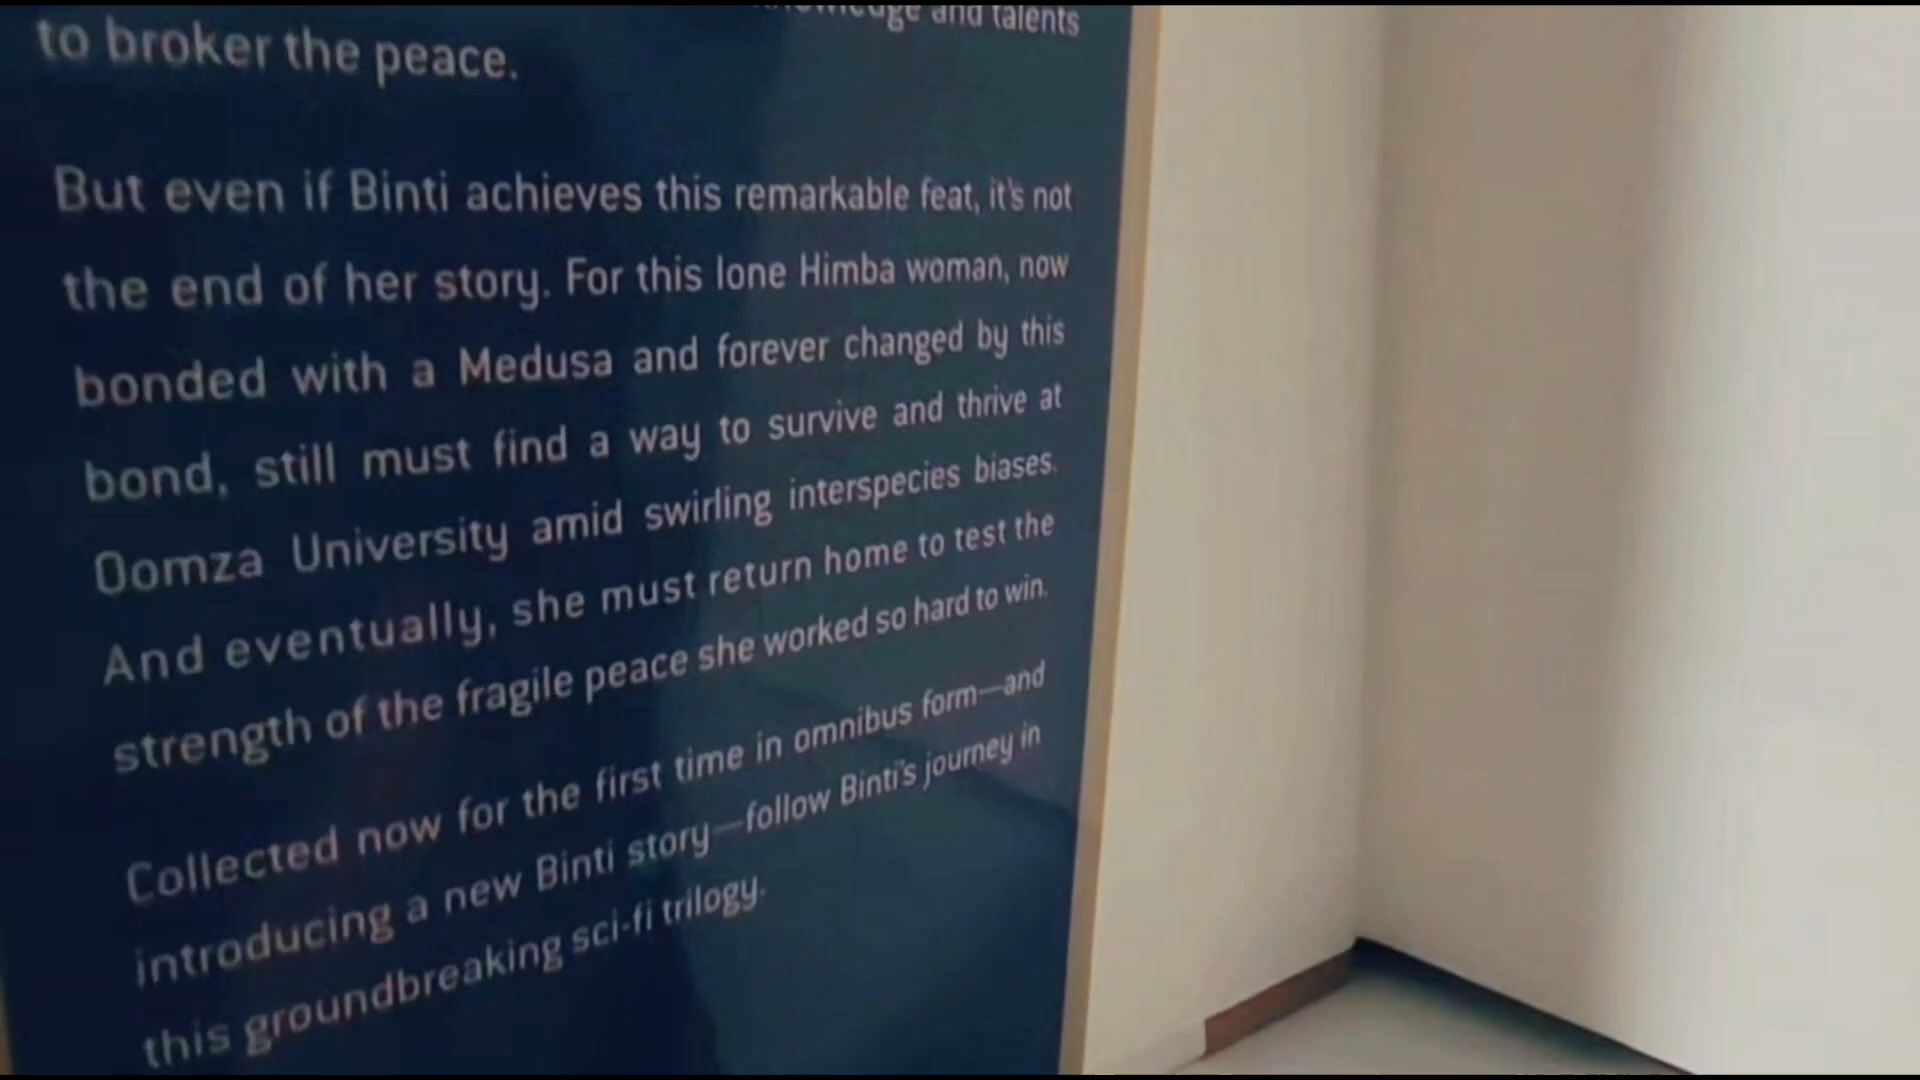 and talents
to broker the peace.
But even if Binti achieves this remarkable feat, it's not
the end of her story. For this lone Himba woman, now
bonded with a Medusa and forever changed by this
bond, still must find a way to survive and thrive at
Oomza University amid swirling interspecies biases.
And eventually, she must return home to test the
strength of the fragile peace she worked so hard to win.
Collected now for the first time in omnibus form—and
introducing a new Binti story—follow Binti's journey in
this groundbreaking sci-fi trilogy.